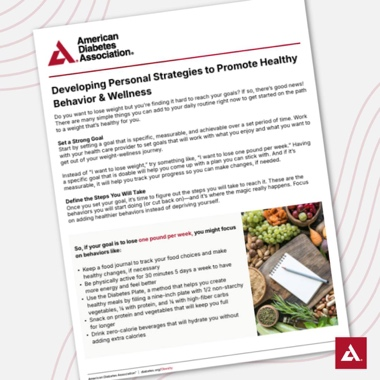 American
Diabetes
Association®
Developing Personal Strategies to Promote Healthy
Behavior & Wellness
Do you want to lose weight but you're finding it hard to reach your goals? If so, there's good news!
There are many simple things you can add to your daily routine right now to get started on the path
to a weight that's healthy for you.
Set a Strong Goal
Start by setting a goal that is specific, measurable, and achievable over a set period of time. Work
with your health care provider to set goals that will work with what you enjoy and what you want to
get out of your weight-wellness journey.
Instead of "I want to lose weight," try something like, "I want to lose one pound per week." Having
a specific goal that is doable will help you come up with a plan you can stick with. And if it's
measurable, it will help you track your progress so you can make changes, if needed.
Define the Steps You Will Take
Once you set your goal, it's time to figure out the steps you will take to reach it. These are the
behaviors you will start doing (or cut back on)—and it's where the magic really happens. Focus
on adding healthier behaviors instead of depriving yourself.
So, if your goal is to lose one pound per week, you might focus
on behaviors like:
• Keep a food journal to track your food choices and make
healthy changes, if necessary
• Be physically active for 30 minutes 5 days a week to have
more energy and feel better
• Use the Diabetes Plate, a method that helps you create
healthy meals by filling a nine-inch plate with 1/2 non-starchy
vegetables, ¼ with protein, and ¼ with high-fiber carbs
• Snack on protein and vegetables that will keep you full
for longer
• Drink zero-calorie beverages that will hydrate you without
adding extra calories
American Diabetes Association® | diabetes.org/